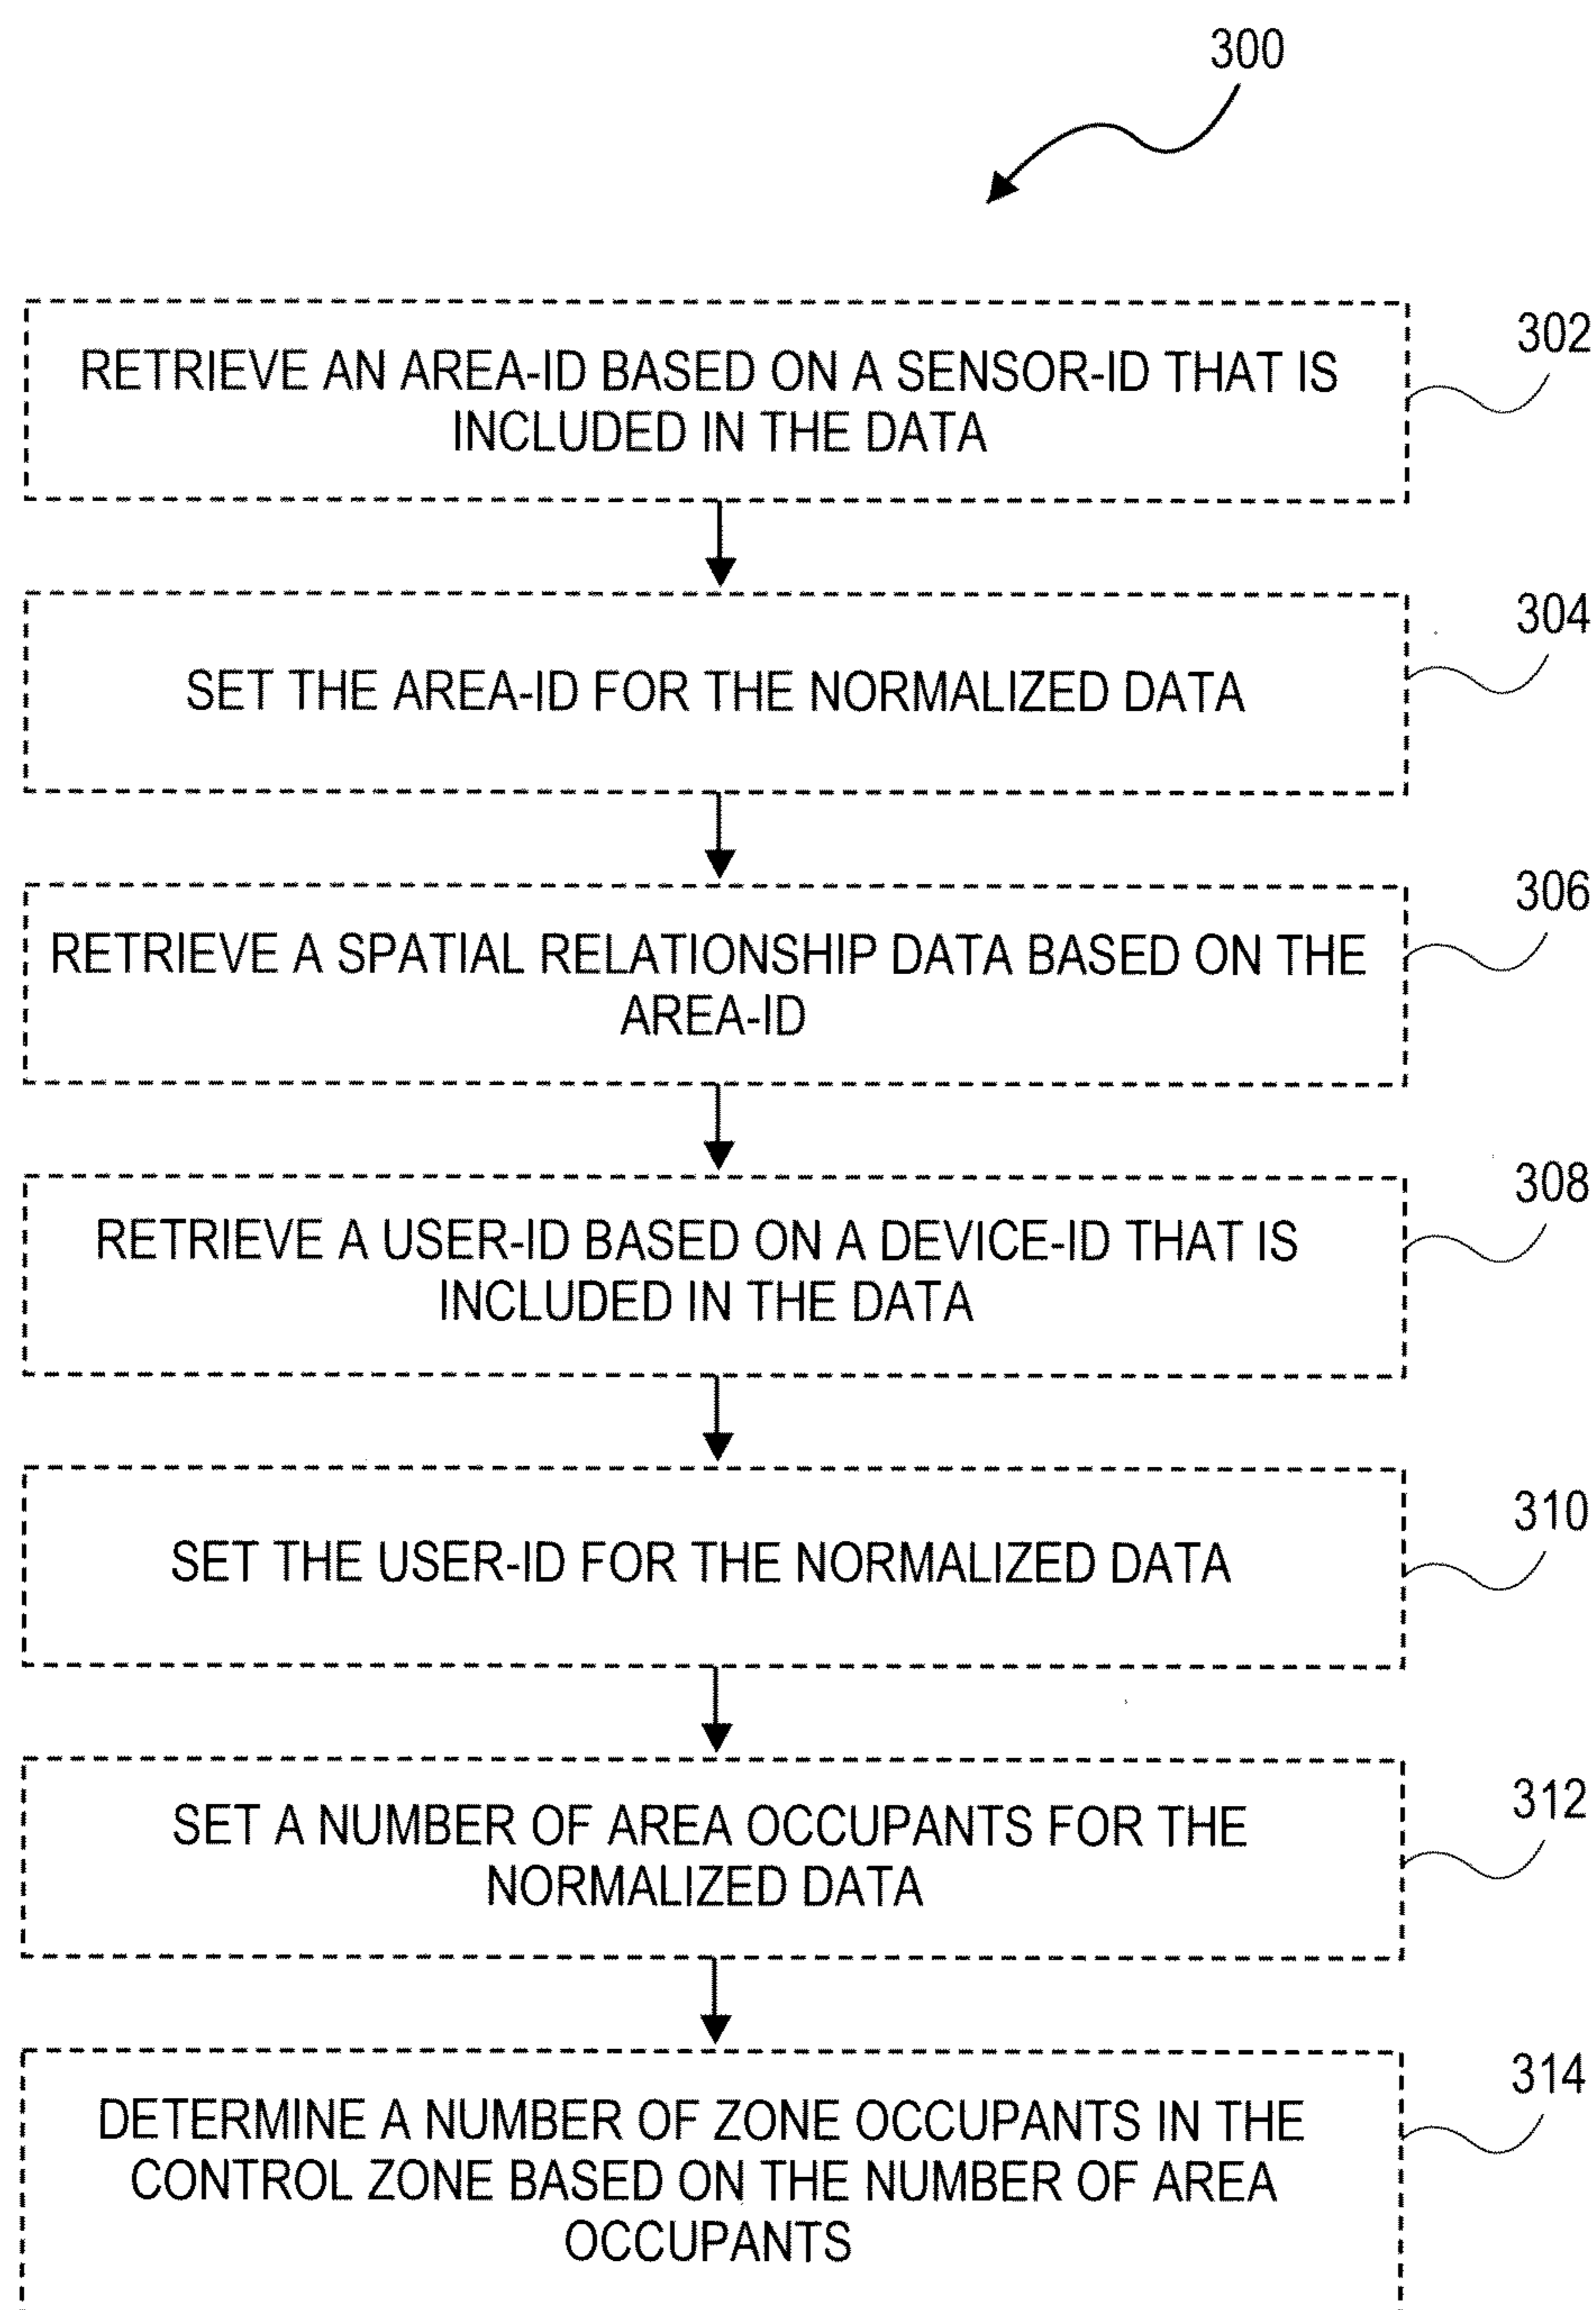 300
RETRIEVE AN AREA-ID BASED ON A SENSOR-ID THAT IS
INCLUDED IN THE DATA
302
SET THE AREA-ID FOR THE NORMALIZED DATA
304
RETRIEVE A SPATIAL RELATIONSHIP DATA BASED ON THE
AREA-ID
306
RETRIEVE A USER-ID BASED ON A DEVICE-ID THAT IS
INCLUDED IN THE DATA
308
SET THE USER-ID FOR THE NORMALIZED DATA
310
SET A NUMBER OF AREA OCCUPANTS FOR THE
NORMALIZED DATA
312
DETERMINE A NUMBER OF ZONE OCCUPANTS IN THE
CONTROL ZONE BASED ON THE NUMBER OF AREA
OCCUPANTS
314